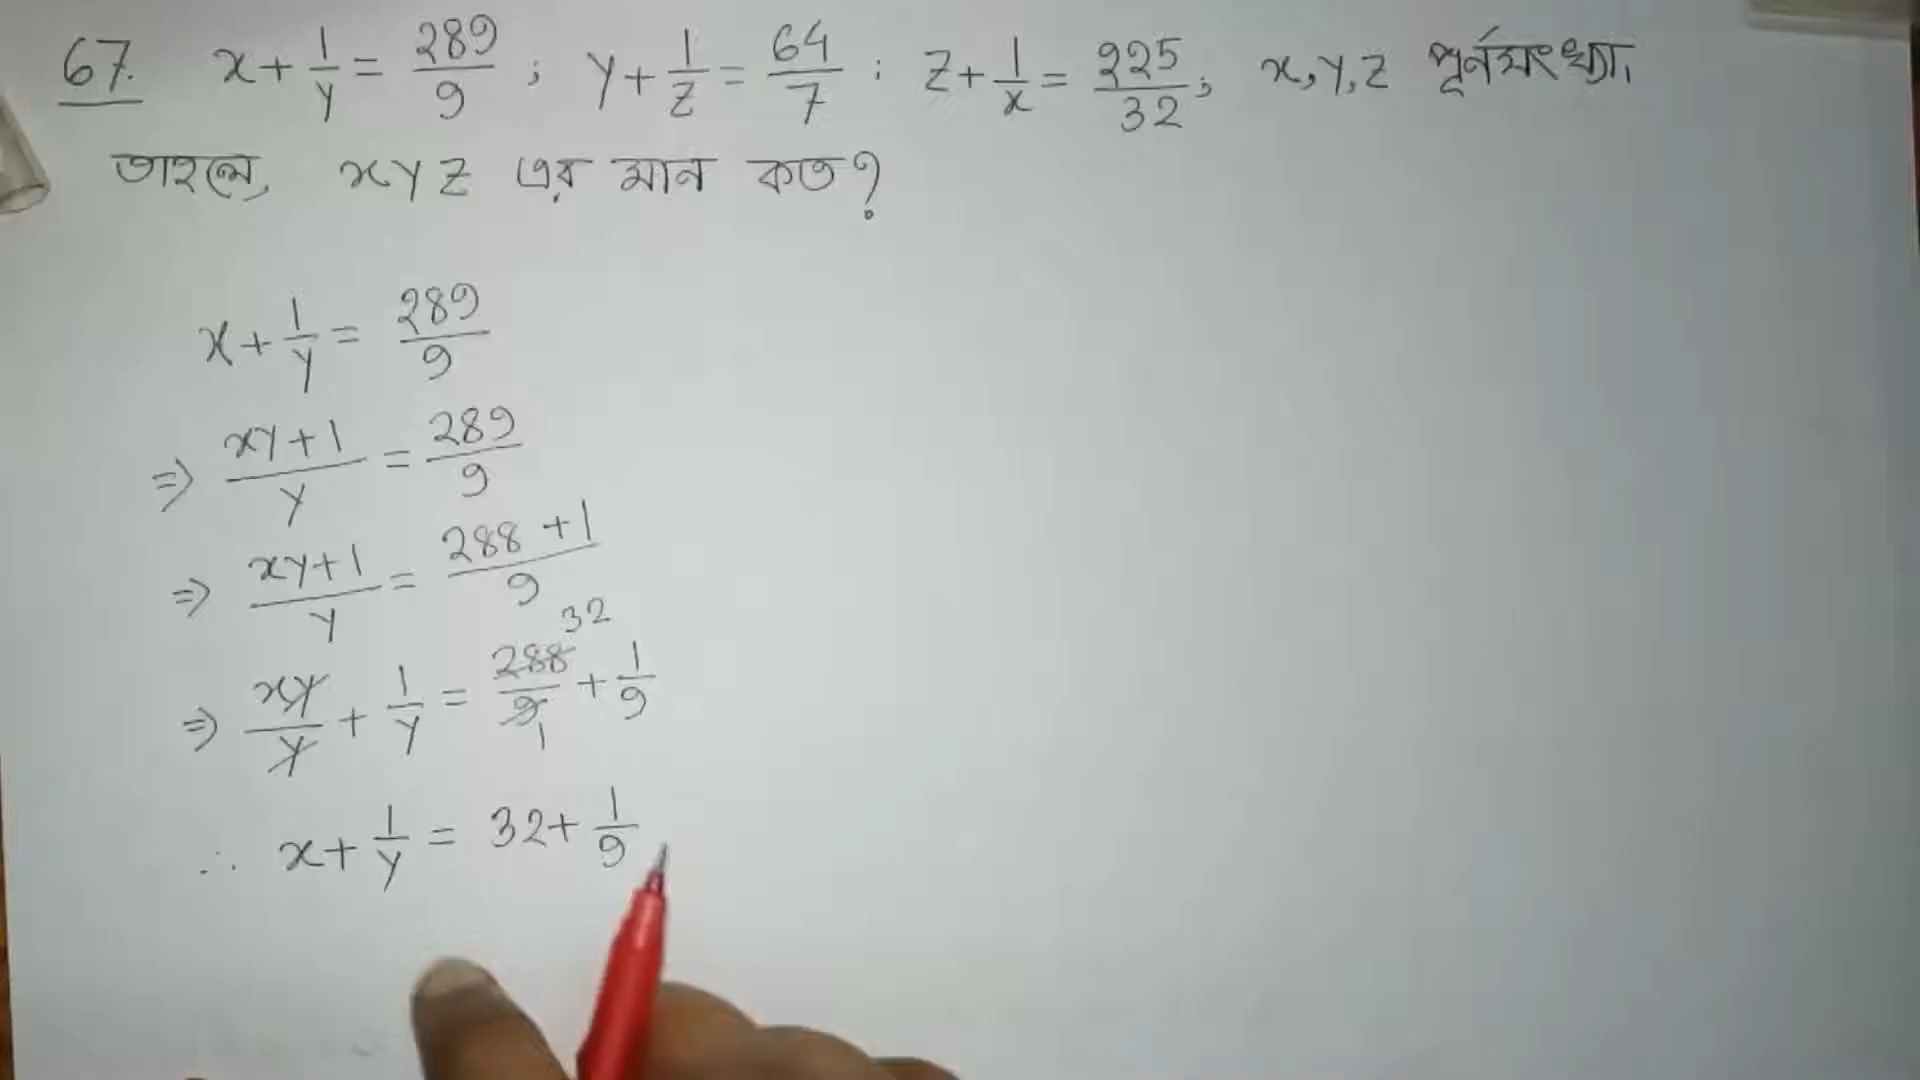 67. x + 1/y = 289/9 ; y + 1/z = 64/7 ; z + 1/x = 225/32 ; x, y, z পূর্নসংখ্যা।
তাহলে, xyz এর মান কত?
x + 1/y = 289/9
⇒ (xy+1)/y = 289/9
⇒ (xy+1)/y = (288+1)/9
⇒ xy/y + 1/y = 288/9 + 1/9
32
1
∴ x + 1/y = 32 + 1/9